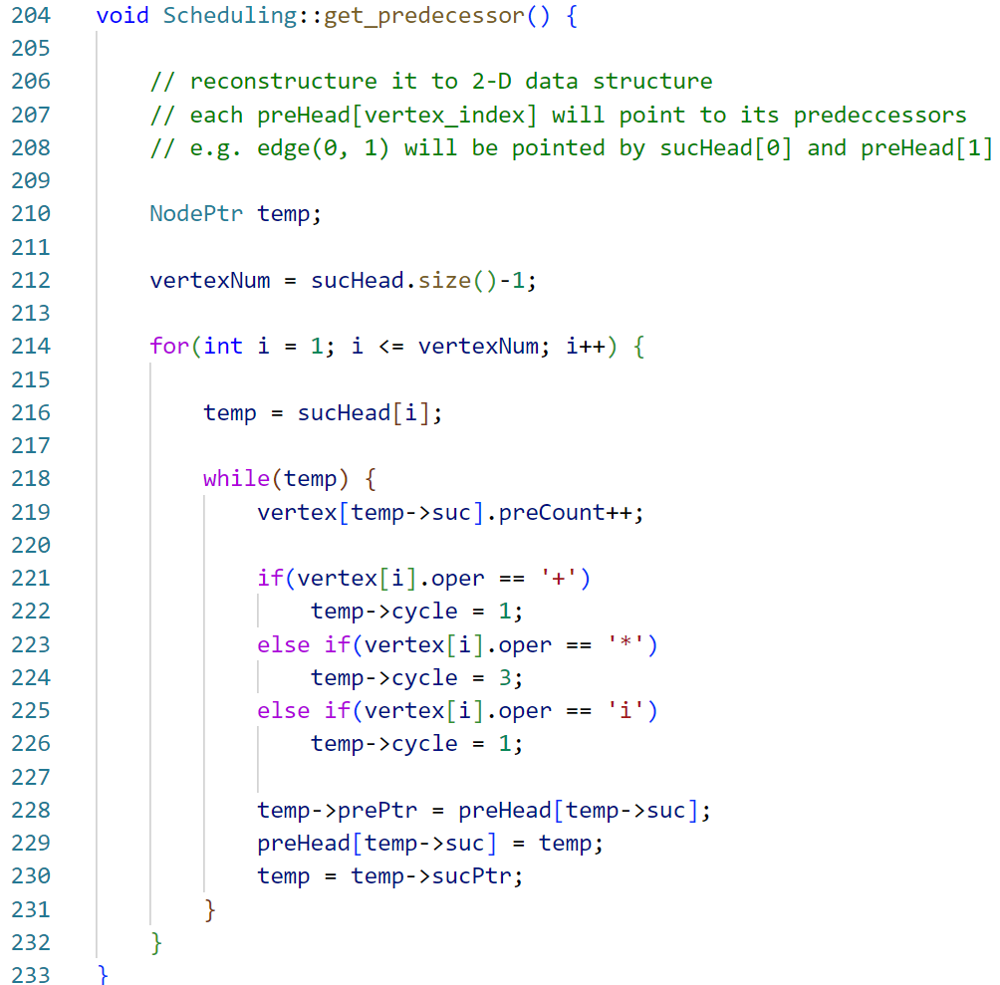 204 void Scheduling::get_predecessor() {
205
206     // reconstructure it to 2-D data structure
207     // each preHead[vertex_index] will point to its predeccessors
208     // e.g. edge(0, 1) will be pointed by sucHead[0] and preHead[1]
209
210     NodePtr temp;
211
212     vertexNum = sucHead.size()-1;
213
214     for(int i = 1; i <= vertexNum; i++) {
215
216         temp = sucHead[i];
217
218         while(temp) {
219             vertex[temp->suc].preCount++;
220
221             if(vertex[i].oper == '+')
222                 temp->cycle = 1;
223             else if(vertex[i].oper == '*')
224                 temp->cycle = 3;
225             else if(vertex[i].oper == 'i')
226                 temp->cycle = 1;
227
228             temp->prePtr = preHead[temp->suc];
229             preHead[temp->suc] = temp;
230             temp = temp->sucPtr;
231         }
232     }
233 }